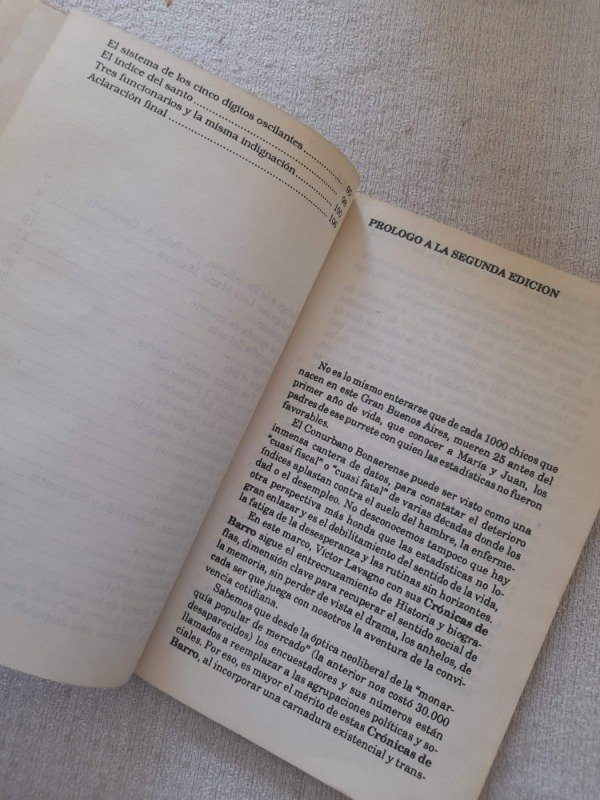 El sistema de los cinco digitos oscilantes
El índice del santo
Tres funcionarios y la misma indignación
Aclaración final
PROLOGO A LA SEGUNDA EDICION
No es lo mismo enterarse que de cada 1000 chicos que
nacen en este Gran Buenos Aires, mueren 25 antes del
primer año de vida, que conocer a María y Juan, los
padres de ese purrete con quien las estadísticas no fueron
favorables.
El Conurbano Bonaerense puede ser visto como una
inmensa cantera de datos, para constatar el deterioro
"cuasi fiscal" o "cuasi fatal" de varias décadas donde los
índices aplastan contra el suelo del hambre, la enferme-
dad o el desempleo. No desconocemos tampoco que hay
otra perspectiva más honda que las estadísticas no lo-
gran enlazar y es el debilitamiento del sentido de la vida,
la fatiga de la desesperanza y las rutinas sin horizontes.
En este marco, Víctor Lavagno con sus Crónicas de
Barro sigue el entrecruzamiento de Historia y biogra-
fías, dimensión clave para recuperar el sentido social de
la memoria, sin perder de vista el drama, los anhelos, de
cada ser que juega con nosotros la aventura de la convi-
vencia cotidiana.
Sabemos que desde la óptica neoliberal de la "monar-
quía popular de mercado" (la anterior nos costó 30.000
desaparecidos) los encuestadores y sus números están
llamados a reemplazar a las agrupaciones políticas y so-
ciales. Por eso, es mayor el mérito de estas Crónicas de
Barro, al incorporar una carnadura existencial y trans-